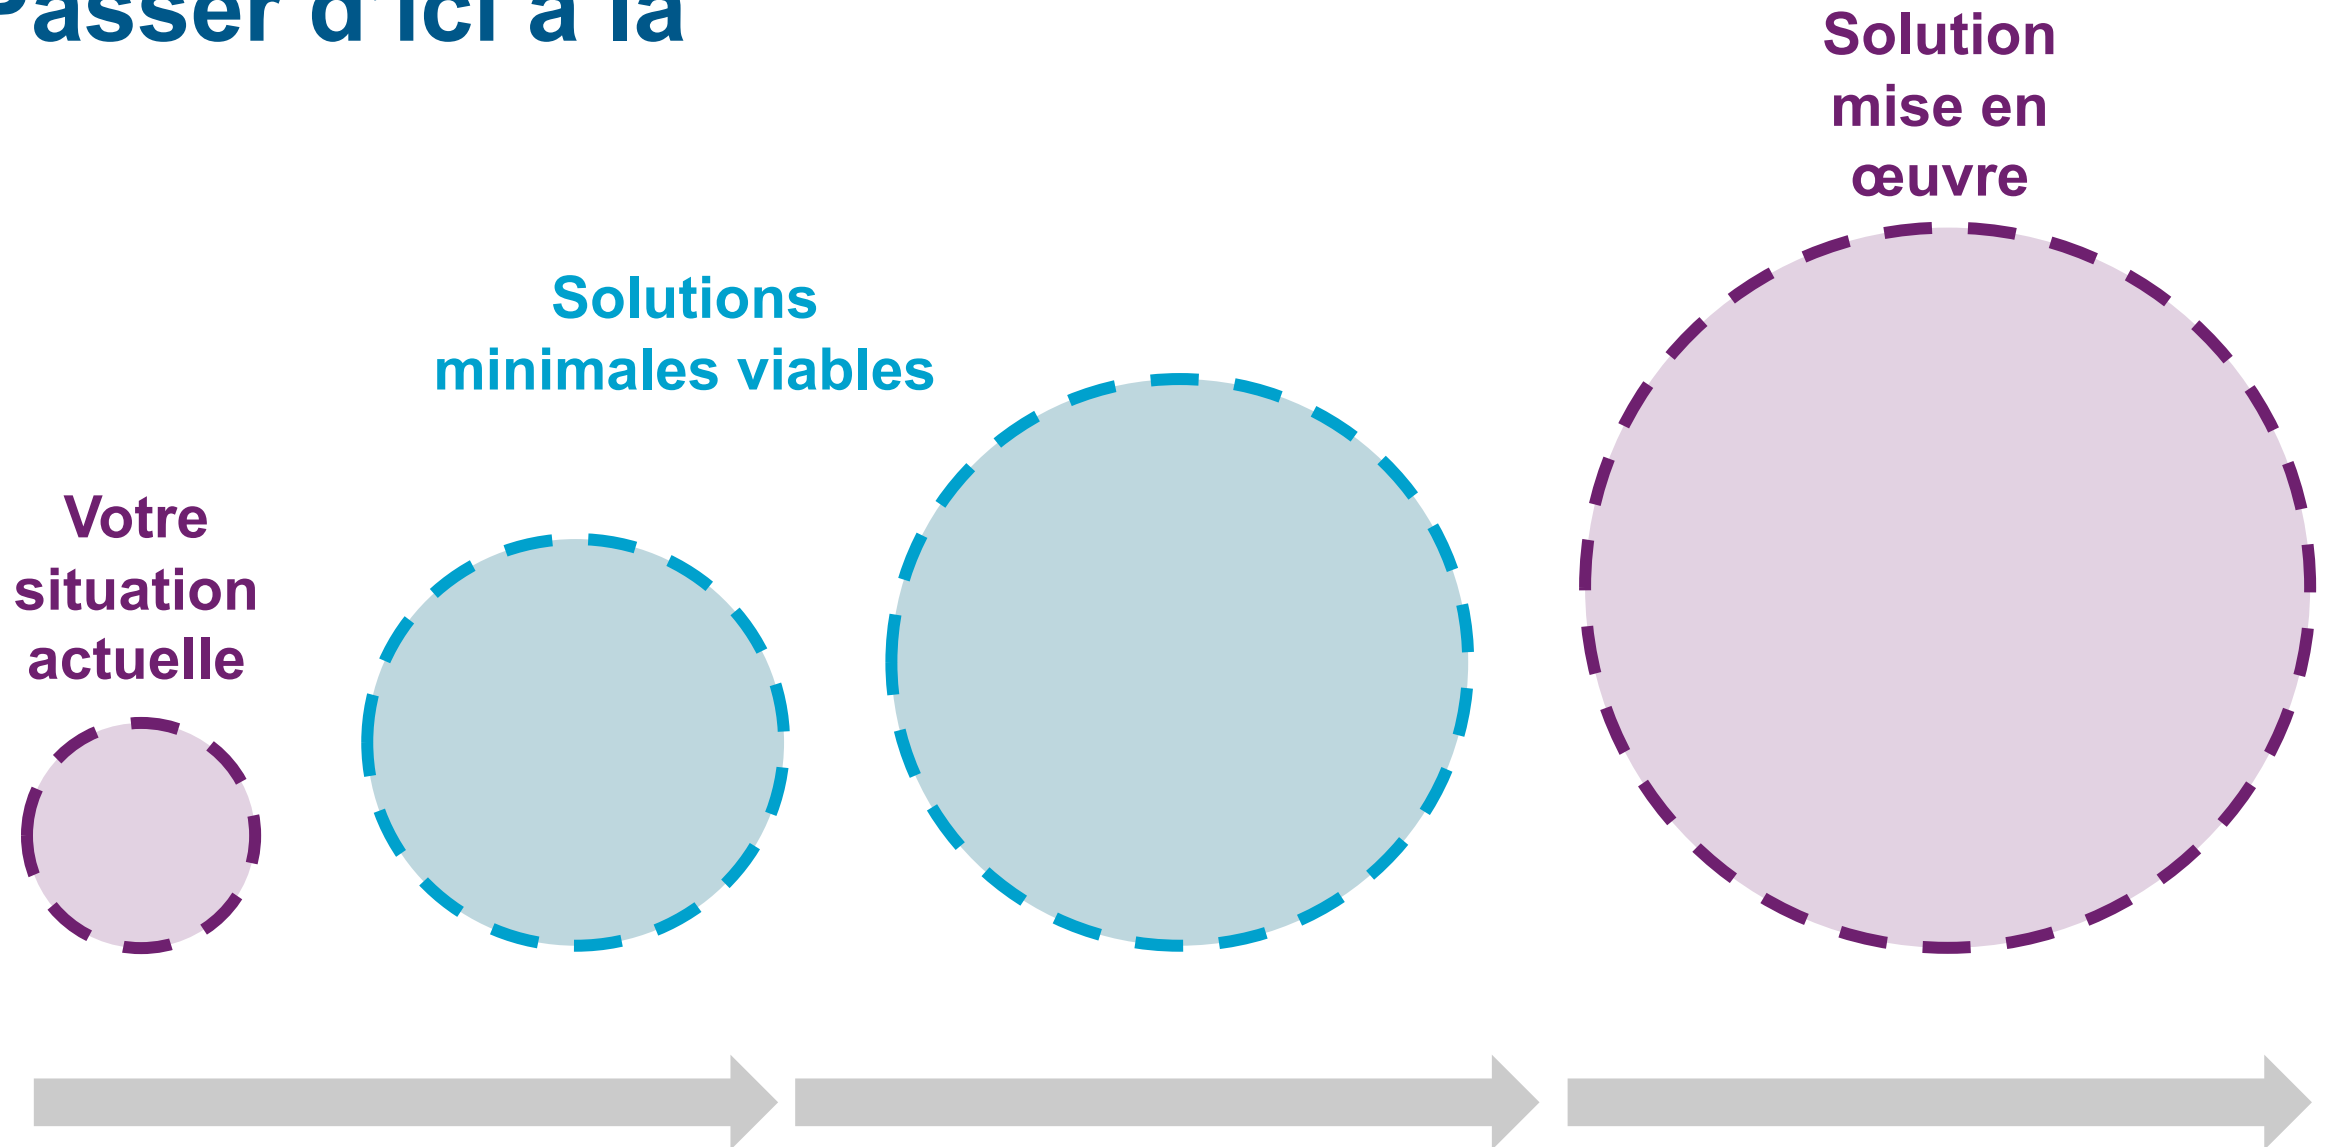 Passer d'ici à là
Solution
mise en
œuvre
Solutions
minimales viables
Votre
situation
actuelle